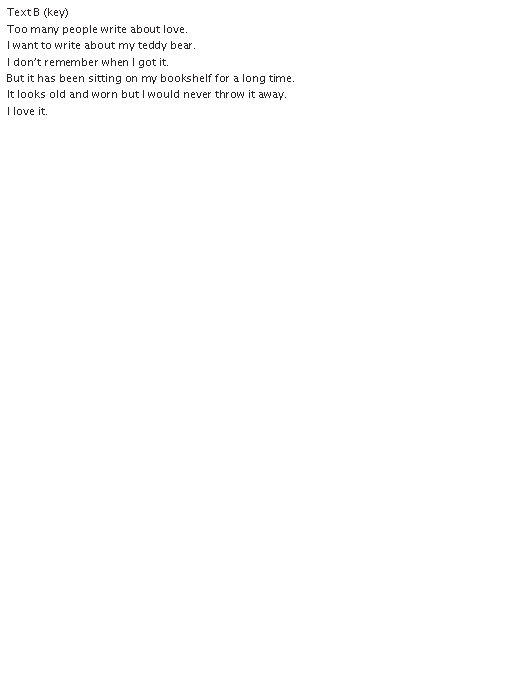 Text B (key)
Too many people write about love.
I want to write about my teddy bear.
I don't remember when I got it.
But it has been sitting on my bookshelf for a long time.
It looks old and worn but I would never throw it away.
I love it.